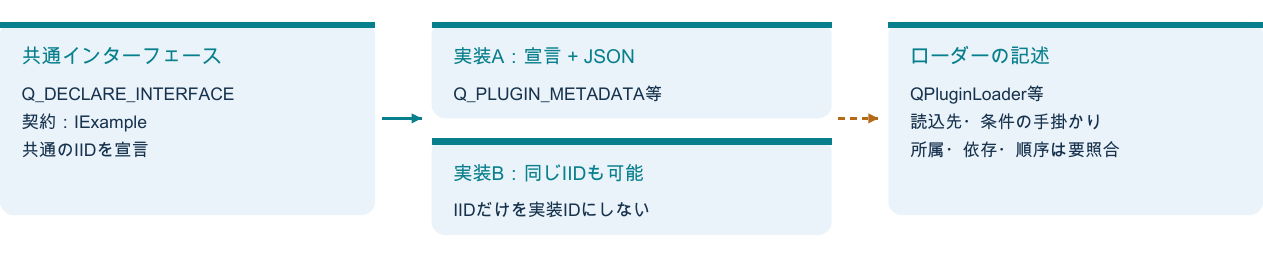 共通インターフェース
Q_DECLARE_INTERFACE
契約：IExample
共通のIIDを宣言
実装A：宣言 + JSON
Q_PLUGIN_METADATA等
実装B：同じIIDも可能
IIDだけを実装IDにしない
ローダーの記述
QPluginLoader等
読込先・条件の手掛かり
所属・依存・順序は要照合